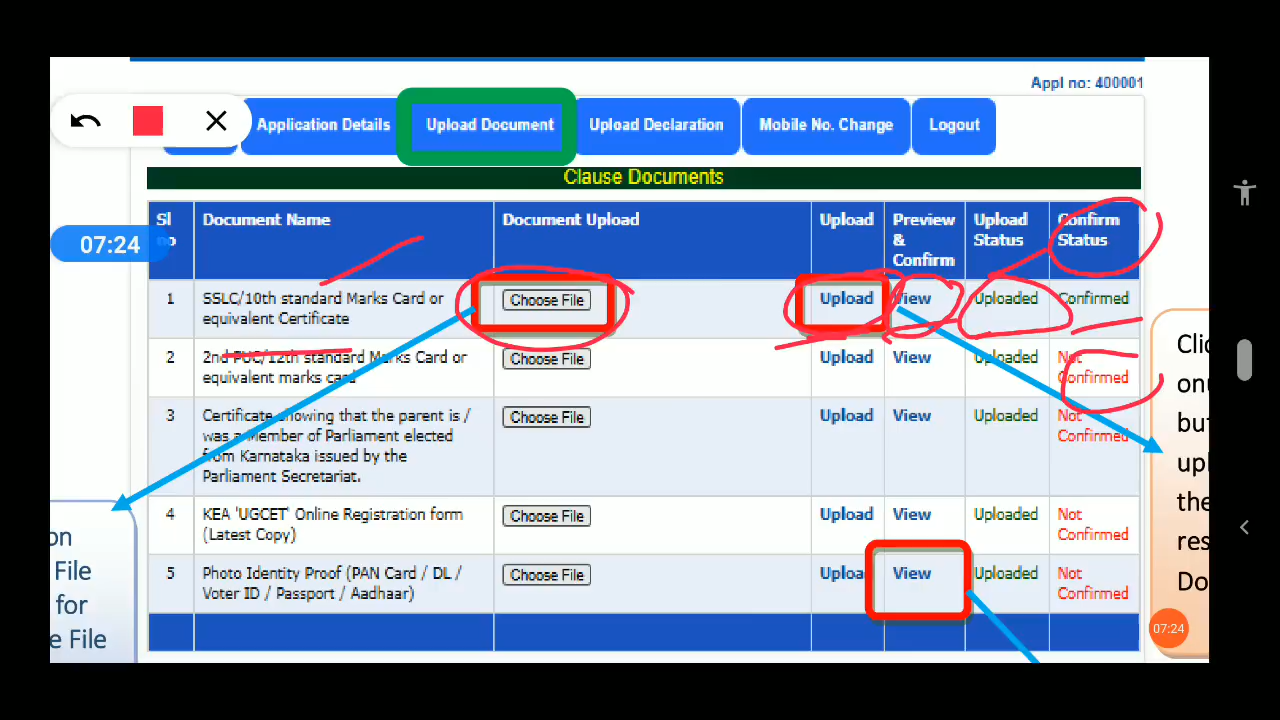 Appl no: 400001
Application Details
Upload Document
Upload Declaration
Mobile No. Change
Logout
Clause Documents
Sl no
Document Name
Document Upload
Upload
Preview
&
Confirm
Upload
Status
Confirm
Status
07:24
1
SSLC/10th standard Marks Card or
equivalent Certificate
Choose File
Upload
View
Uploaded
Confirmed
2
2nd PUC/12th standard Marks Card or
equivalent marks card
Choose File
Upload
View
Uploaded
Not
Confirmed
3
Certificate showing that the parent is /
was a Member of Parliament elected
from Karnataka issued by the
Parliament Secretariat.
Choose File
Upload
View
Uploaded
Not
Confirmed
4
KEA 'UGCET' Online Registration form
(Latest Copy)
Choose File
Upload
View
Uploaded
Not
Confirmed
5
Photo Identity Proof (PAN Card / DL /
Voter ID / Passport / Aadhaar)
Choose File
Upload
View
Uploaded
Not
Confirmed
on
File
for
File
the
07:24